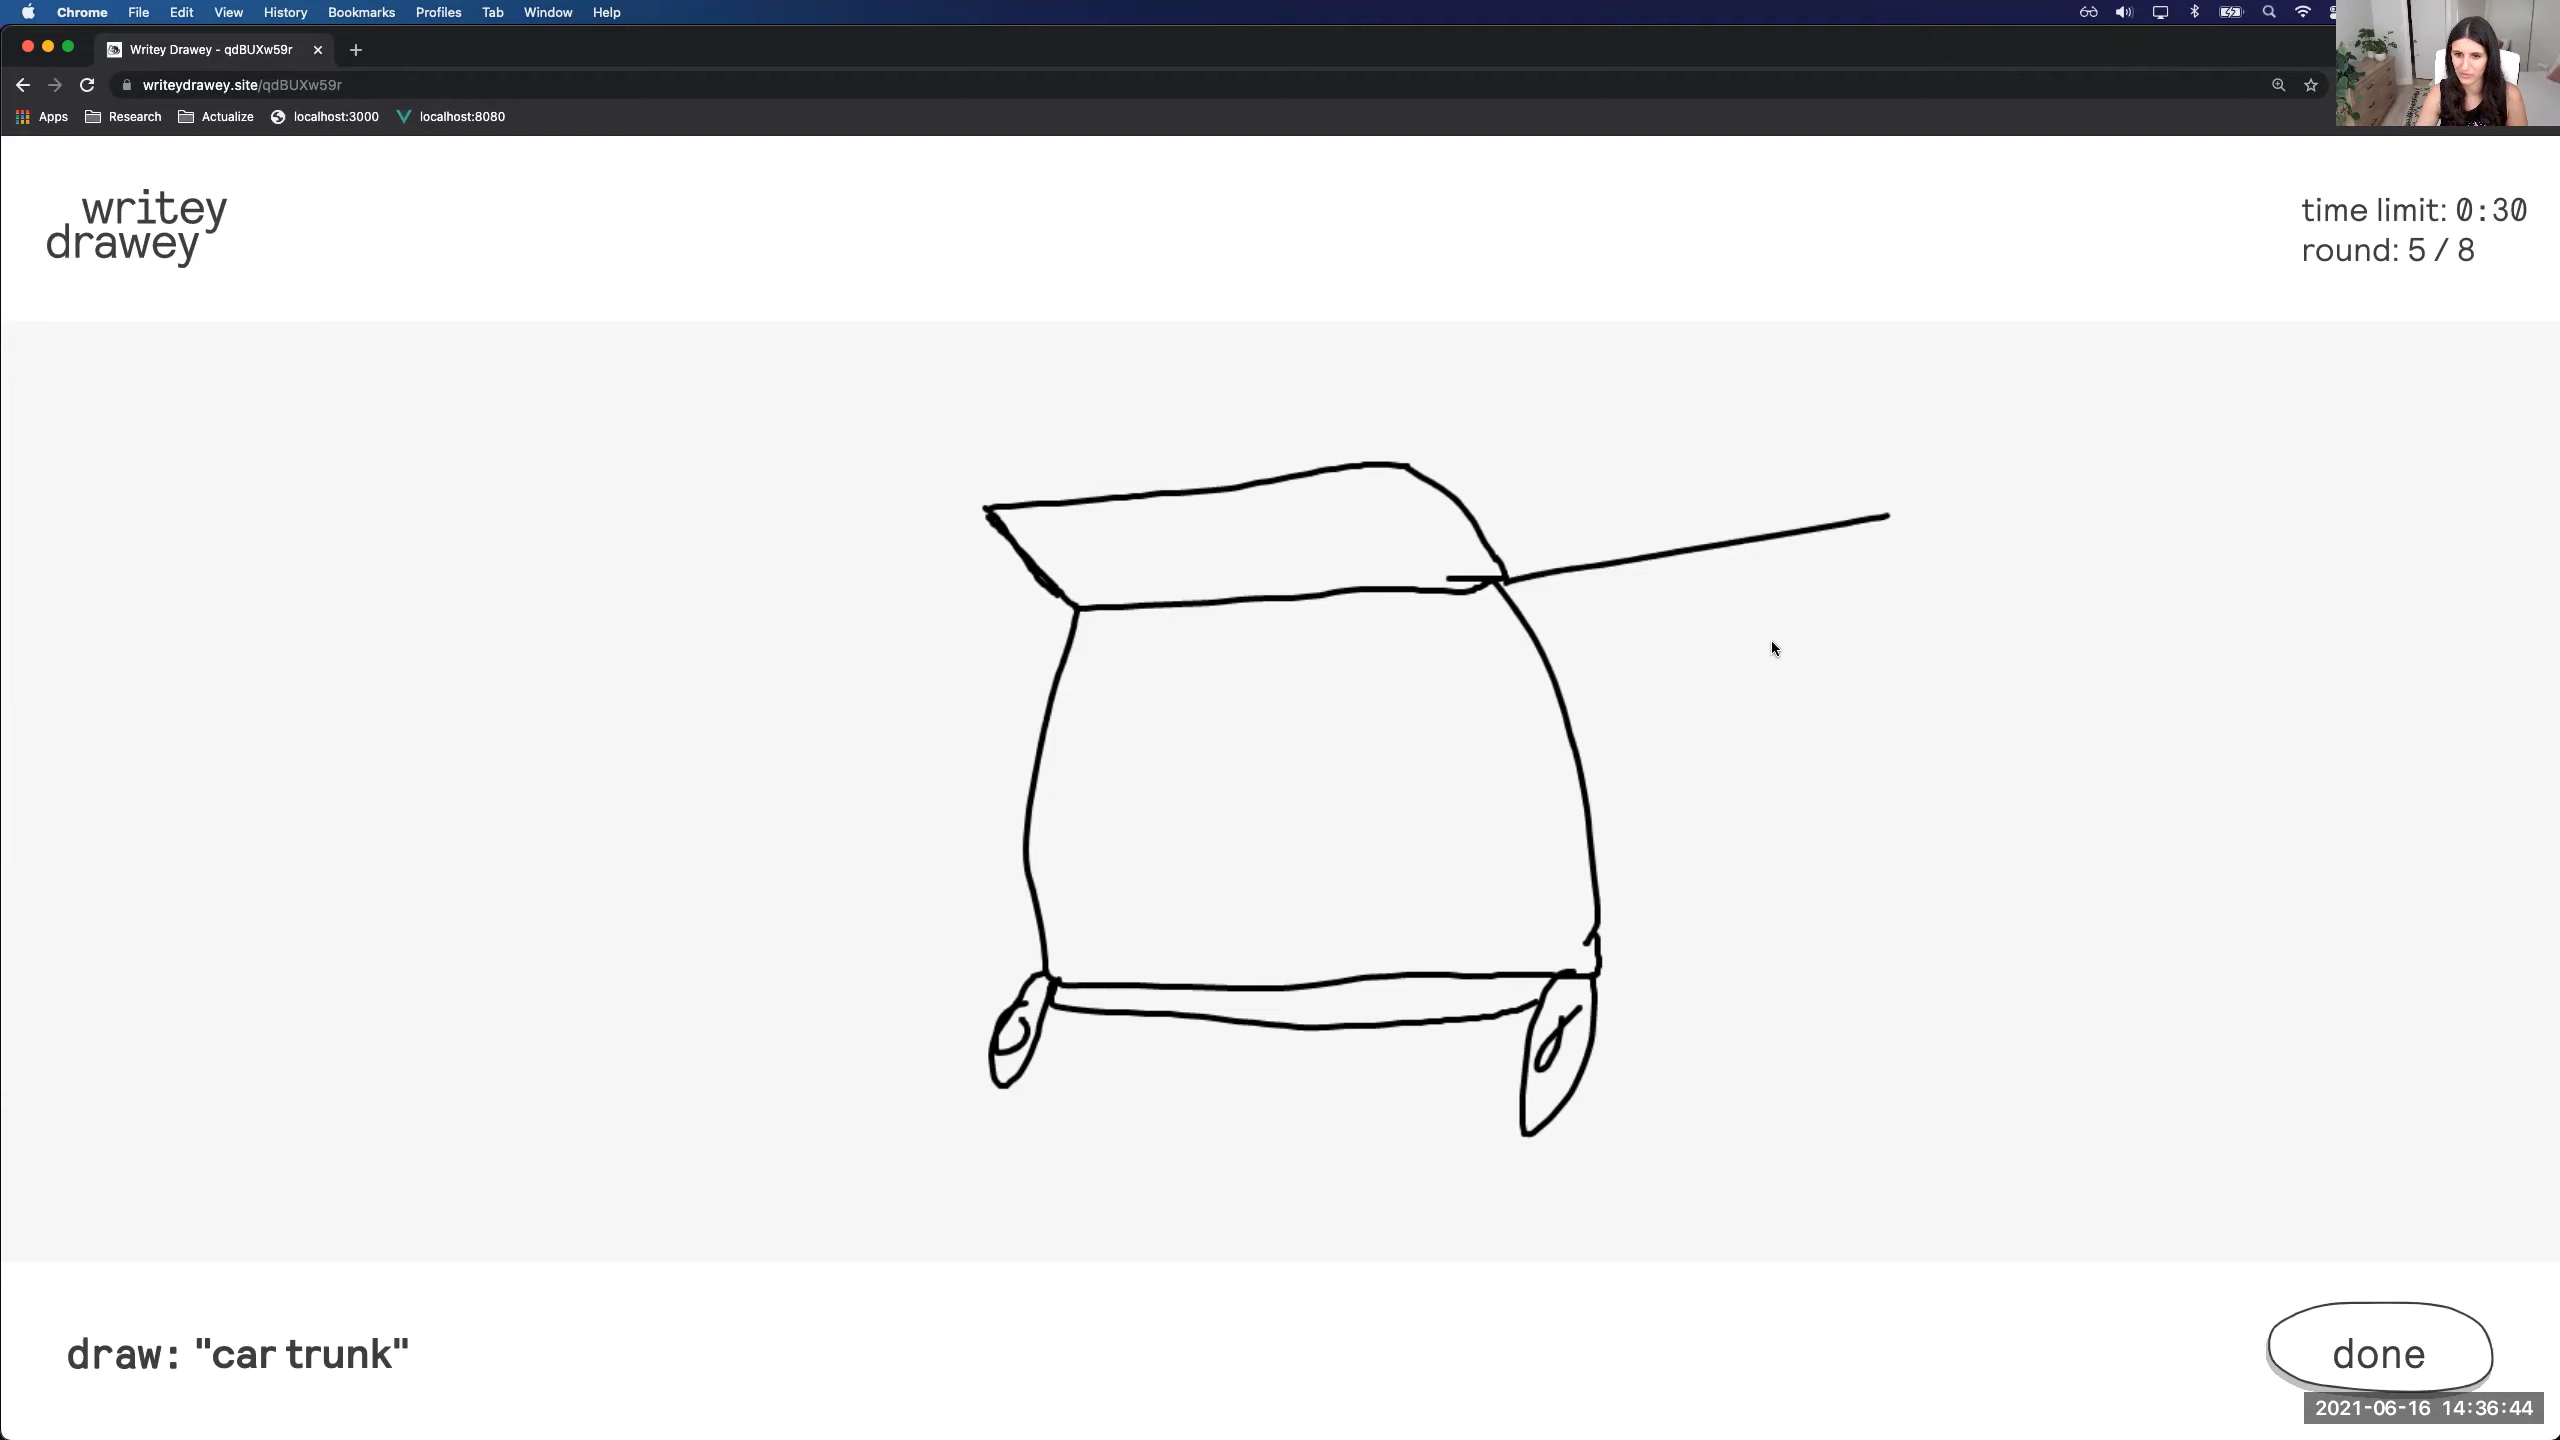 Chrome File Edit View History Bookmarks Profiles Tab Window Help
Writey Drawey - qdBUXw59r
writeydrawey.site/qdBUXw59r
Apps Research Actualize localhost:3000 localhost:8080
writey
drawey
time limit: 0:30
round: 5 / 8
draw: "car trunk"
done
2021-06-16 14:36:44